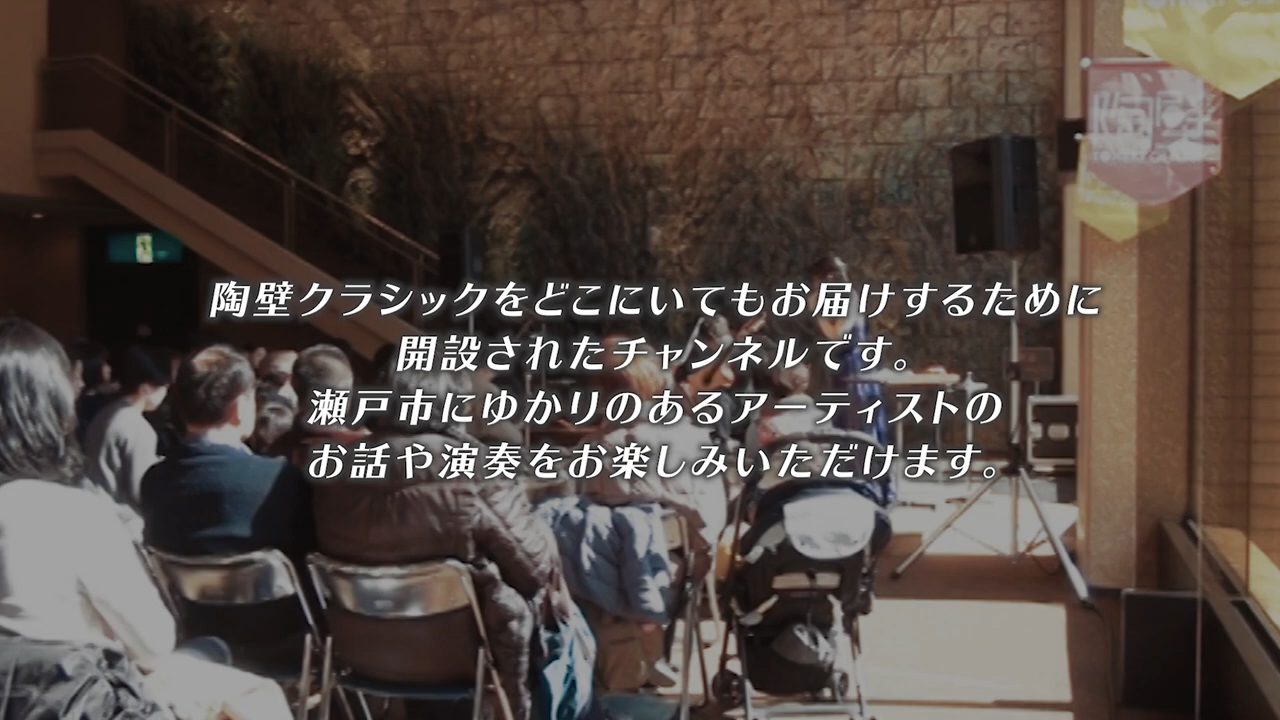 陶壁
陶壁クラシックをどこにいてもお届けするために
開設されたチャンネルです。
瀬戸市にゆかりのあるアーティストの
お話や演奏をお楽しみいただけます。